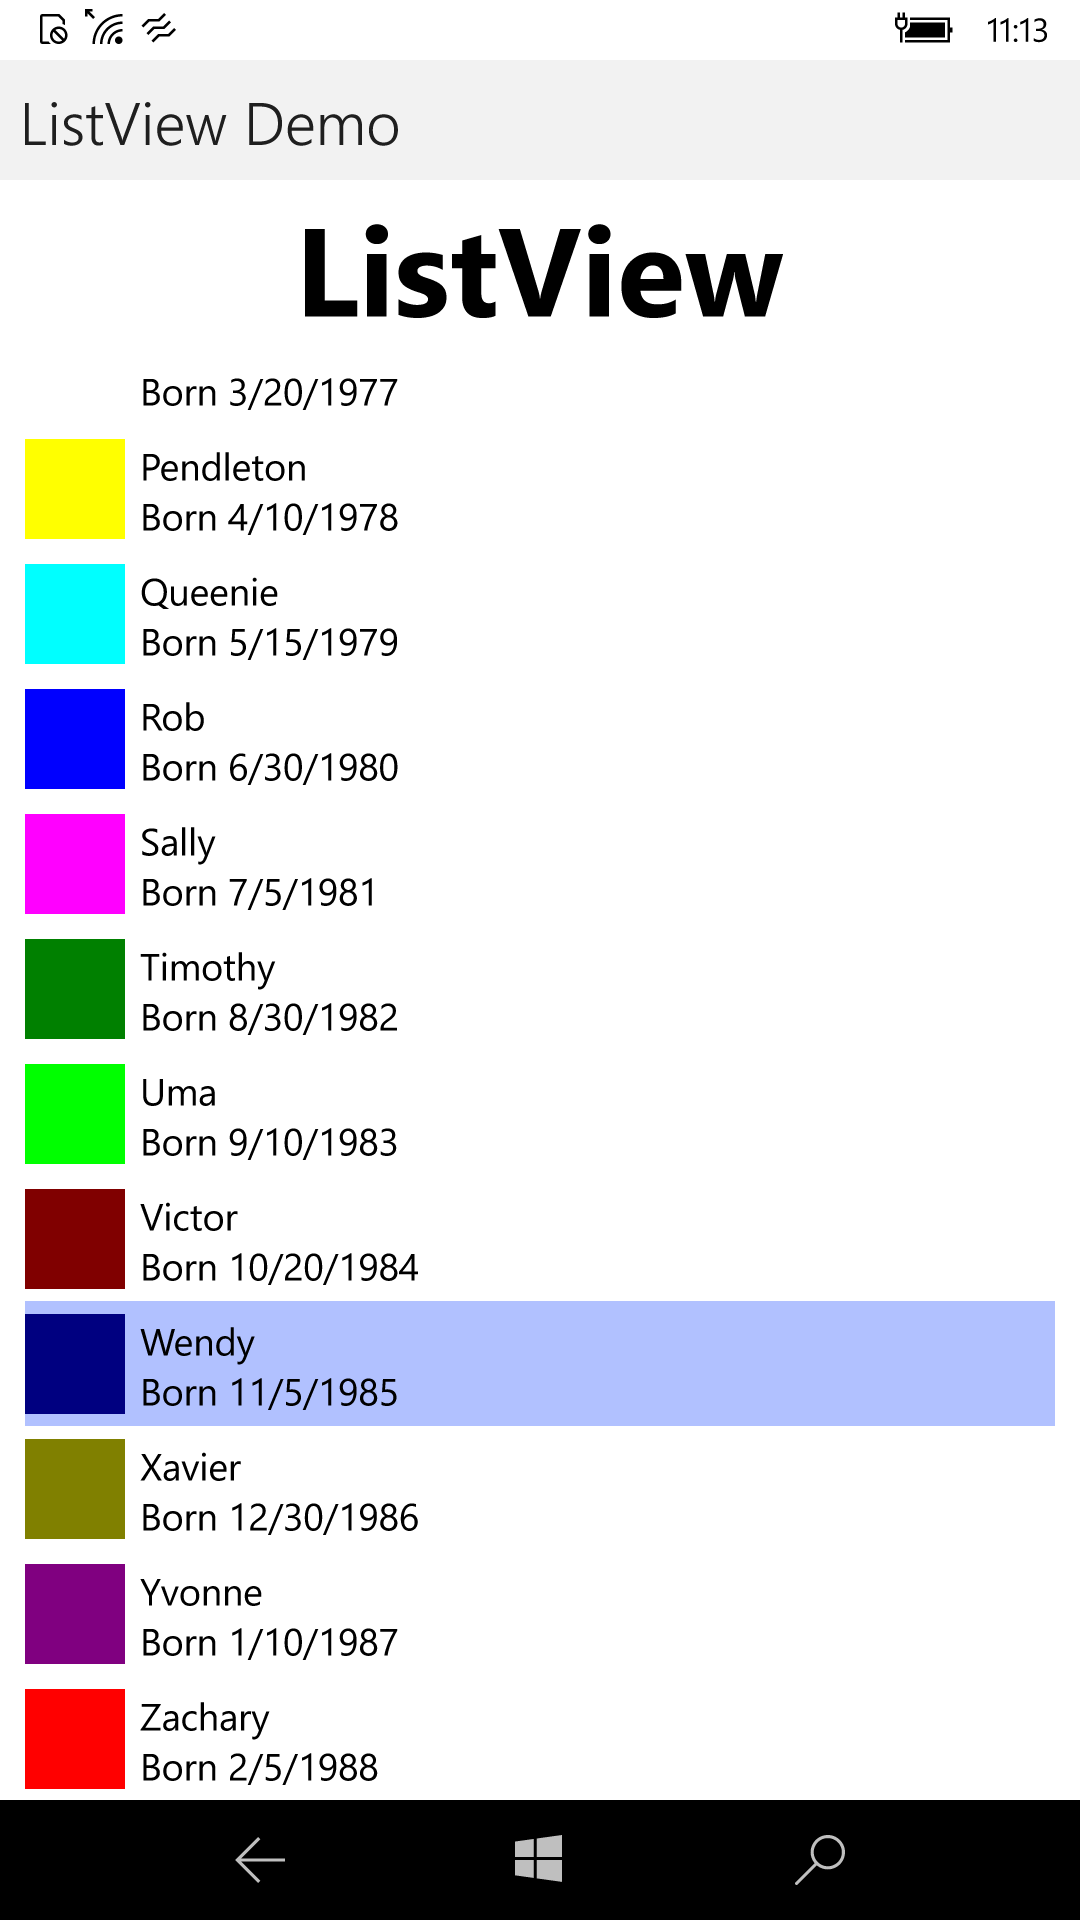 11:13
ListView Demo
ListView
Born 3/20/1977
Pendleton
Born 4/10/1978
Queenie
Born 5/15/1979
Rob
Born 6/30/1980
Sally
Born 7/5/1981
Timothy
Born 8/30/1982
Uma
Born 9/10/1983
Victor
Born 10/20/1984
Wendy
Born 11/5/1985
Xavier
Born 12/30/1986
Yvonne
Born 1/10/1987
Zachary
Born 2/5/1988